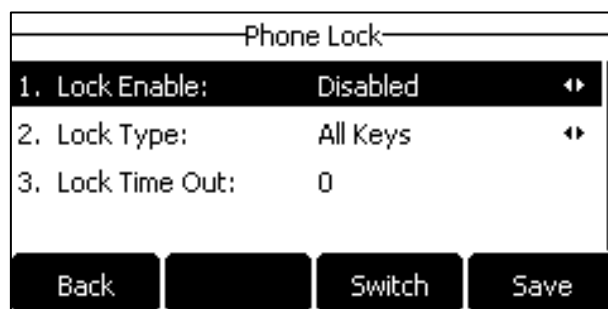 Phone Lock
1. Lock Enable: Disabled
2. Lock Type: All Keys
3. Lock Time Out: 0
Back Switch Save